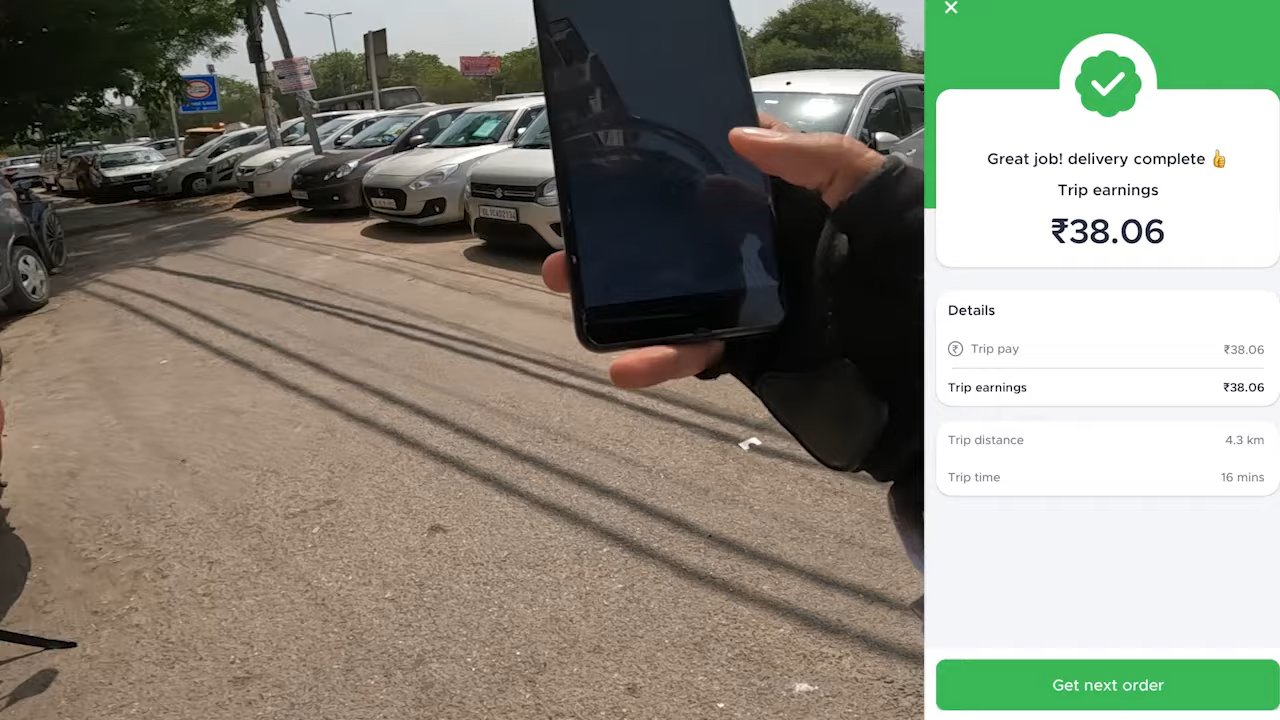 Great job! delivery complete 👍
Trip earnings
₹38.06
Details
Trip pay ₹38.06
Trip earnings ₹38.06
Trip distance 4.3 km
Trip time 16 mins
Get next order